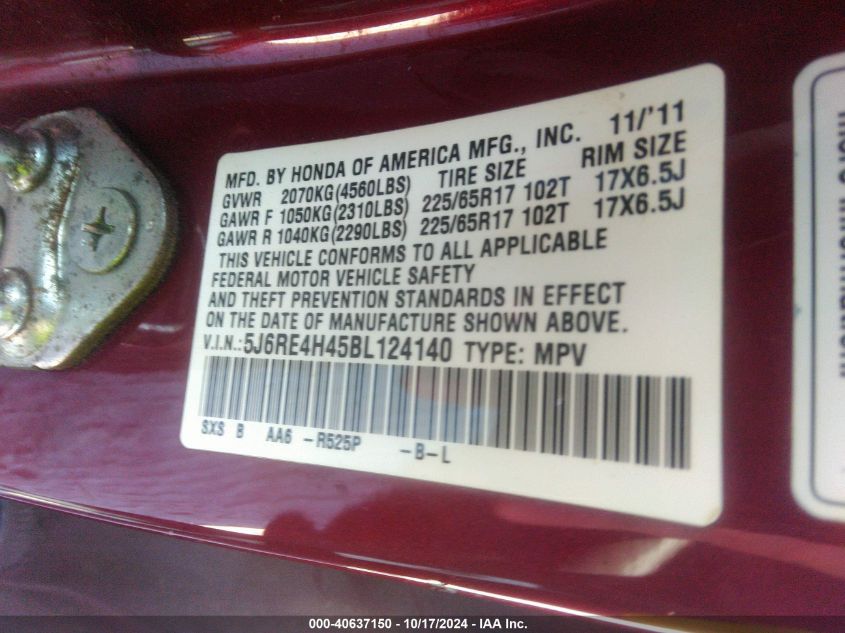 MFD. BY HONDA OF AMERICA MFG., INC. 11/'11
GVWR 2070KG(4560LBS) TIRE SIZE RIM SIZE
GAWR F 1050KG(2310LBS) 225/65R17 102T 17X6.5J
GAWR R 1040KG(2290LBS) 225/65R17 102T 17X6.5J
THIS VEHICLE CONFORMS TO ALL APPLICABLE
FEDERAL MOTOR VEHICLE SAFETY
AND THEFT PREVENTION STANDARDS IN EFFECT
ON THE DATE OF MANUFACTURE SHOWN ABOVE.
V.I.N.:5J6RE4H45BL124140 TYPE: MPV
SXS B AA6 -R525P -B-L
more information.
000-40637150 - 10/17/2024 - IAA Inc.